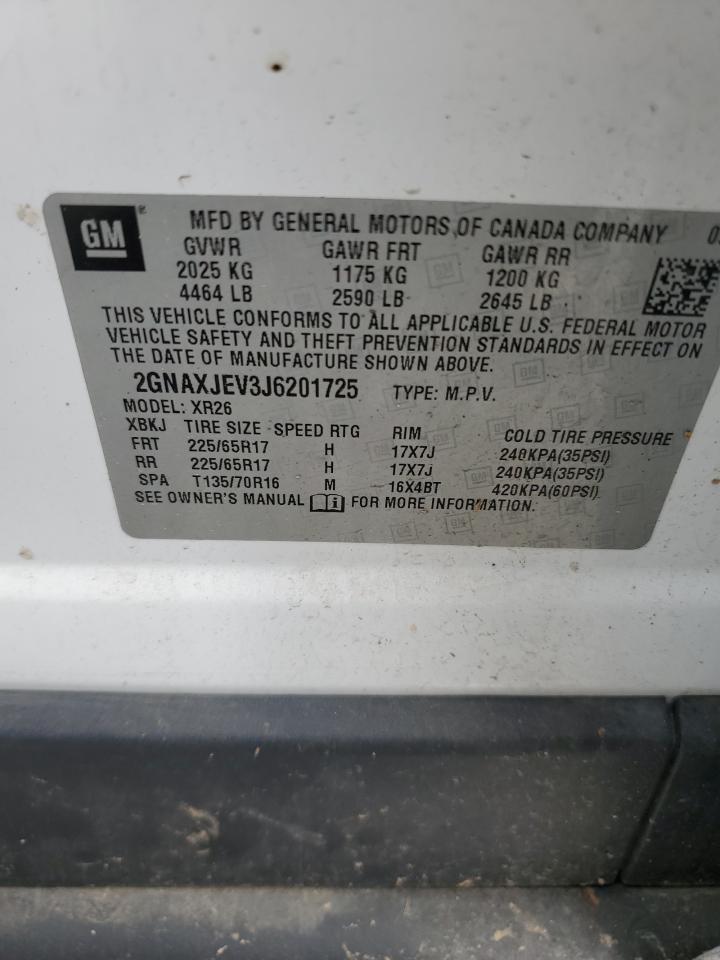 GM ® MFD BY GENERAL MOTORS OF CANADA COMPANY
GVWR GAWR FRT GAWR RR
2025 KG 1175 KG 1200 KG
4464 LB 2590 LB 2645 LB
THIS VEHICLE CONFORMS TO ALL APPLICABLE U.S. FEDERAL MOTOR
VEHICLE SAFETY AND THEFT PREVENTION STANDARDS IN EFFECT ON
THE DATE OF MANUFACTURE SHOWN ABOVE.
2GNAXJEV3J6201725 TYPE: M.P.V.
MODEL: XR26
XBKJ TIRE SIZE SPEED RTG RIM COLD TIRE PRESSURE
FRT 225/65R17 H 17X7J 240KPA(35PSI)
RR 225/65R17 H 17X7J 240KPA(35PSI)
SPA T135/70R16 M 16X4BT 420KPA(60PSI)
SEE OWNER'S MANUAL FOR MORE INFORMATION.